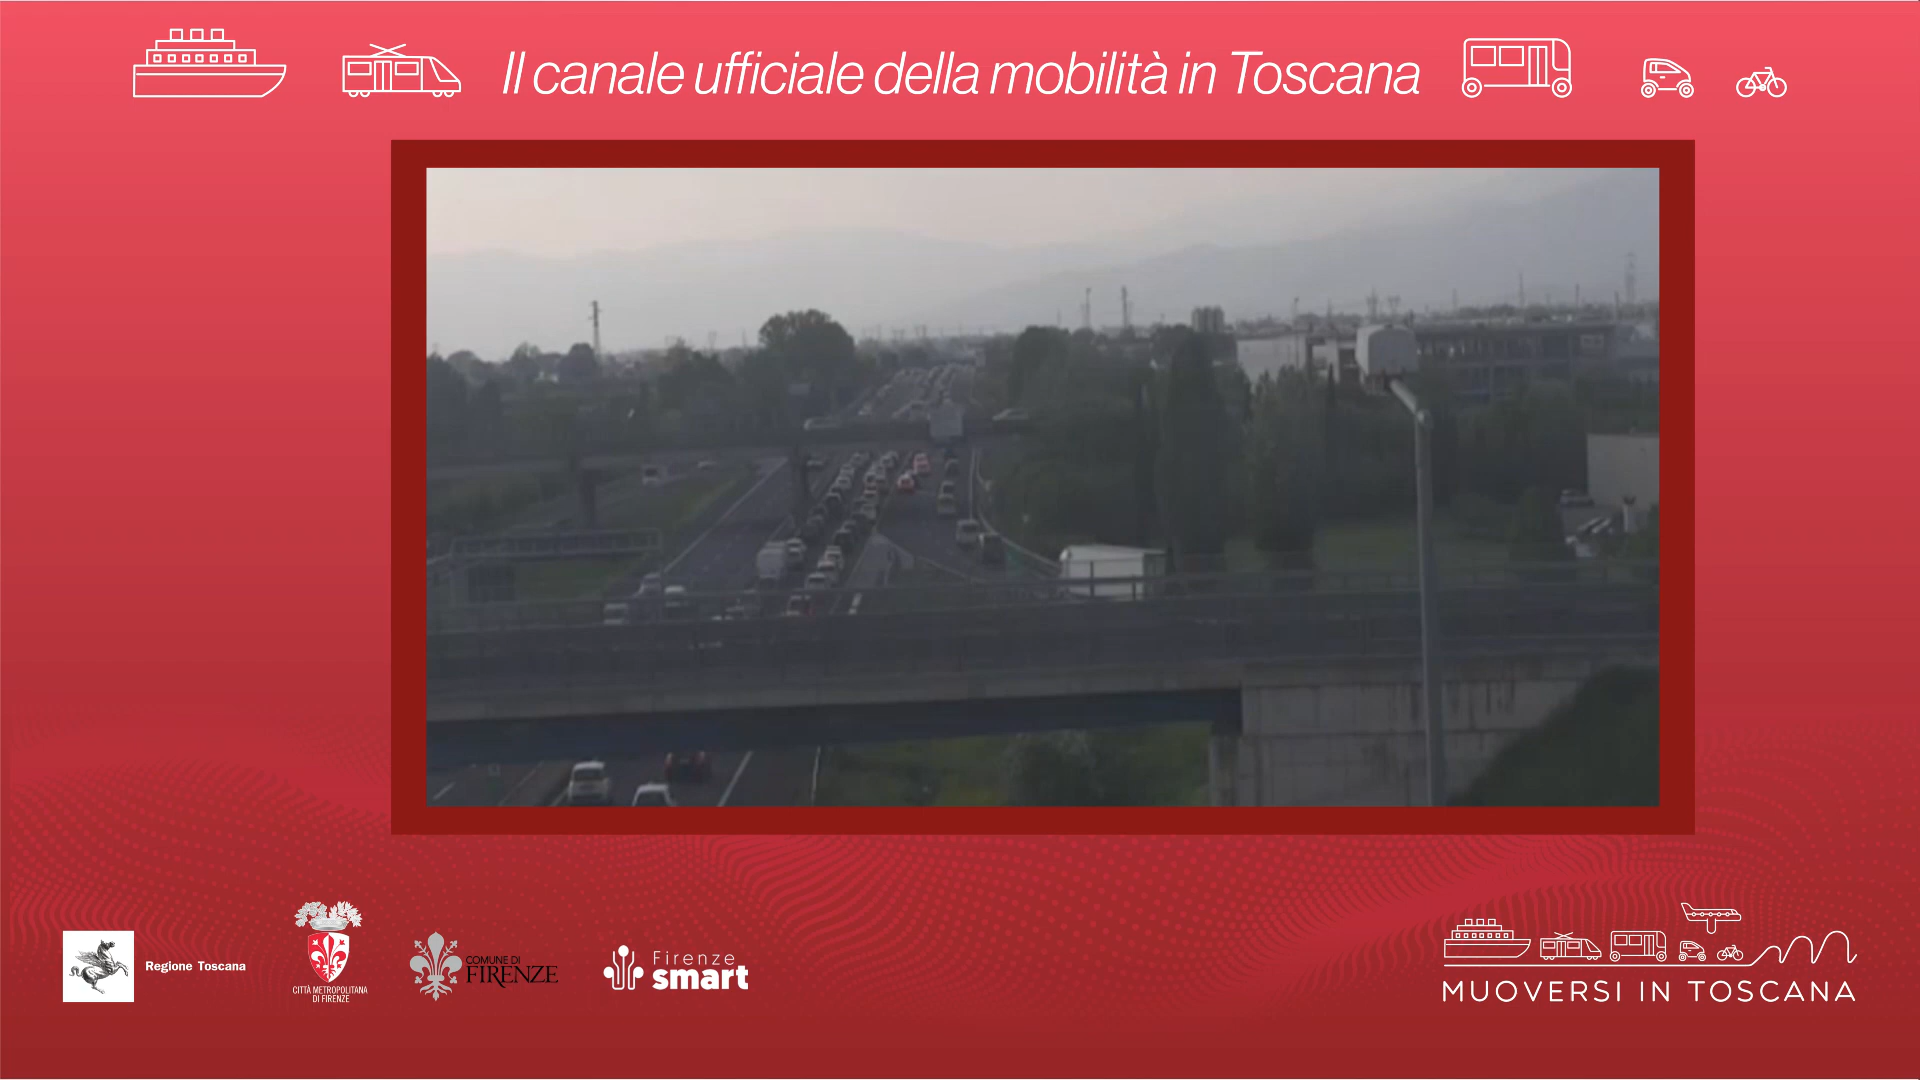 Il canale ufficiale della mobilità in Toscana
Regione Toscana
CITTÀ METROPOLITANA
DI FIRENZE
COMUNE DI
FIRENZE
Firenze
smart
MUOVERSI IN TOSCANA